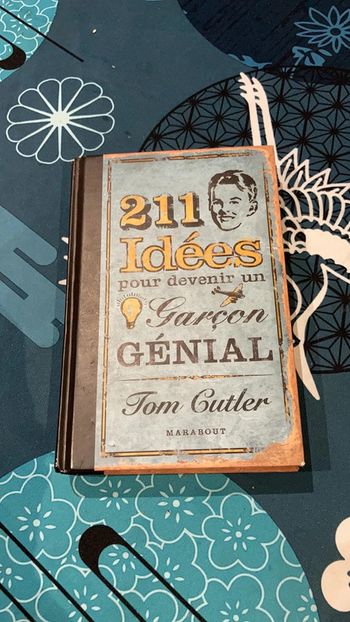 211
Idées
pour devenir un
Garçon
GÉNIAL
Tom Cutler
MARABOUT